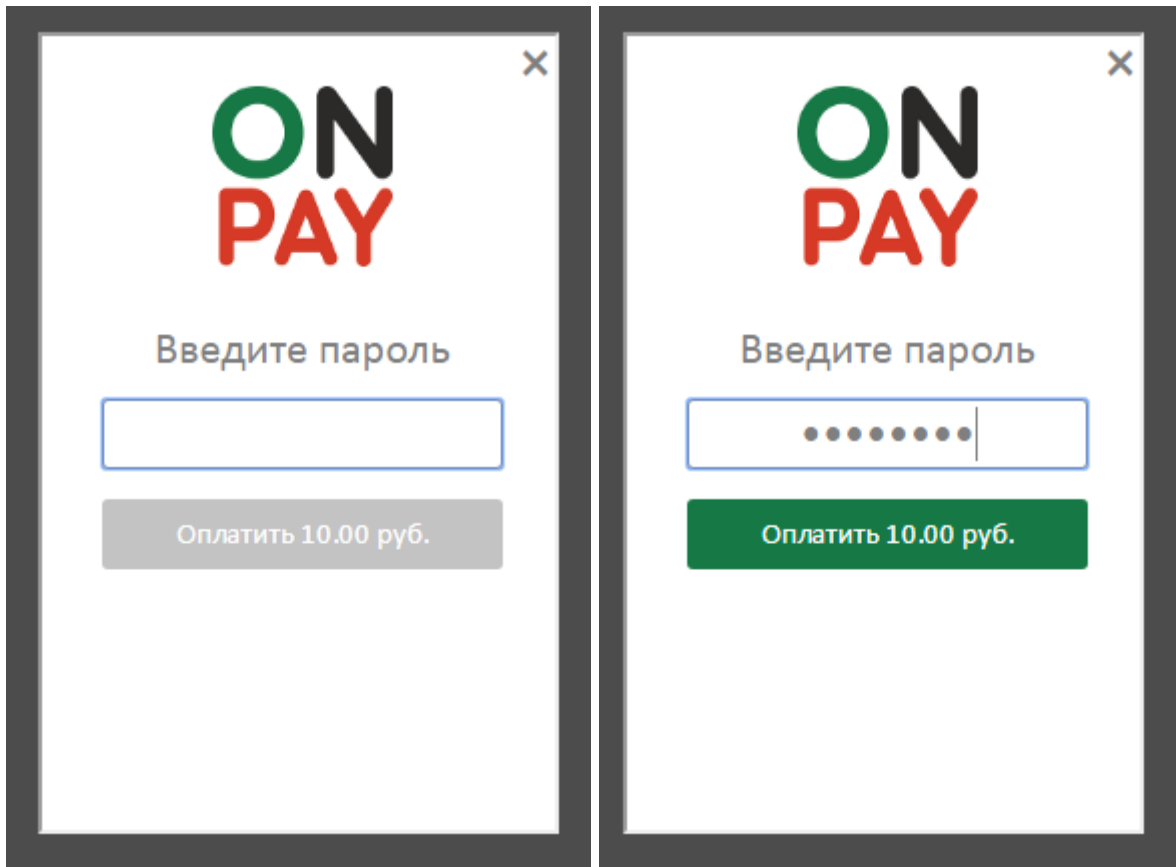 ON
PAY
Введите пароль
Оплатить 10.00 руб.
ON
PAY
Введите пароль
••••••••
Оплатить 10.00 руб.